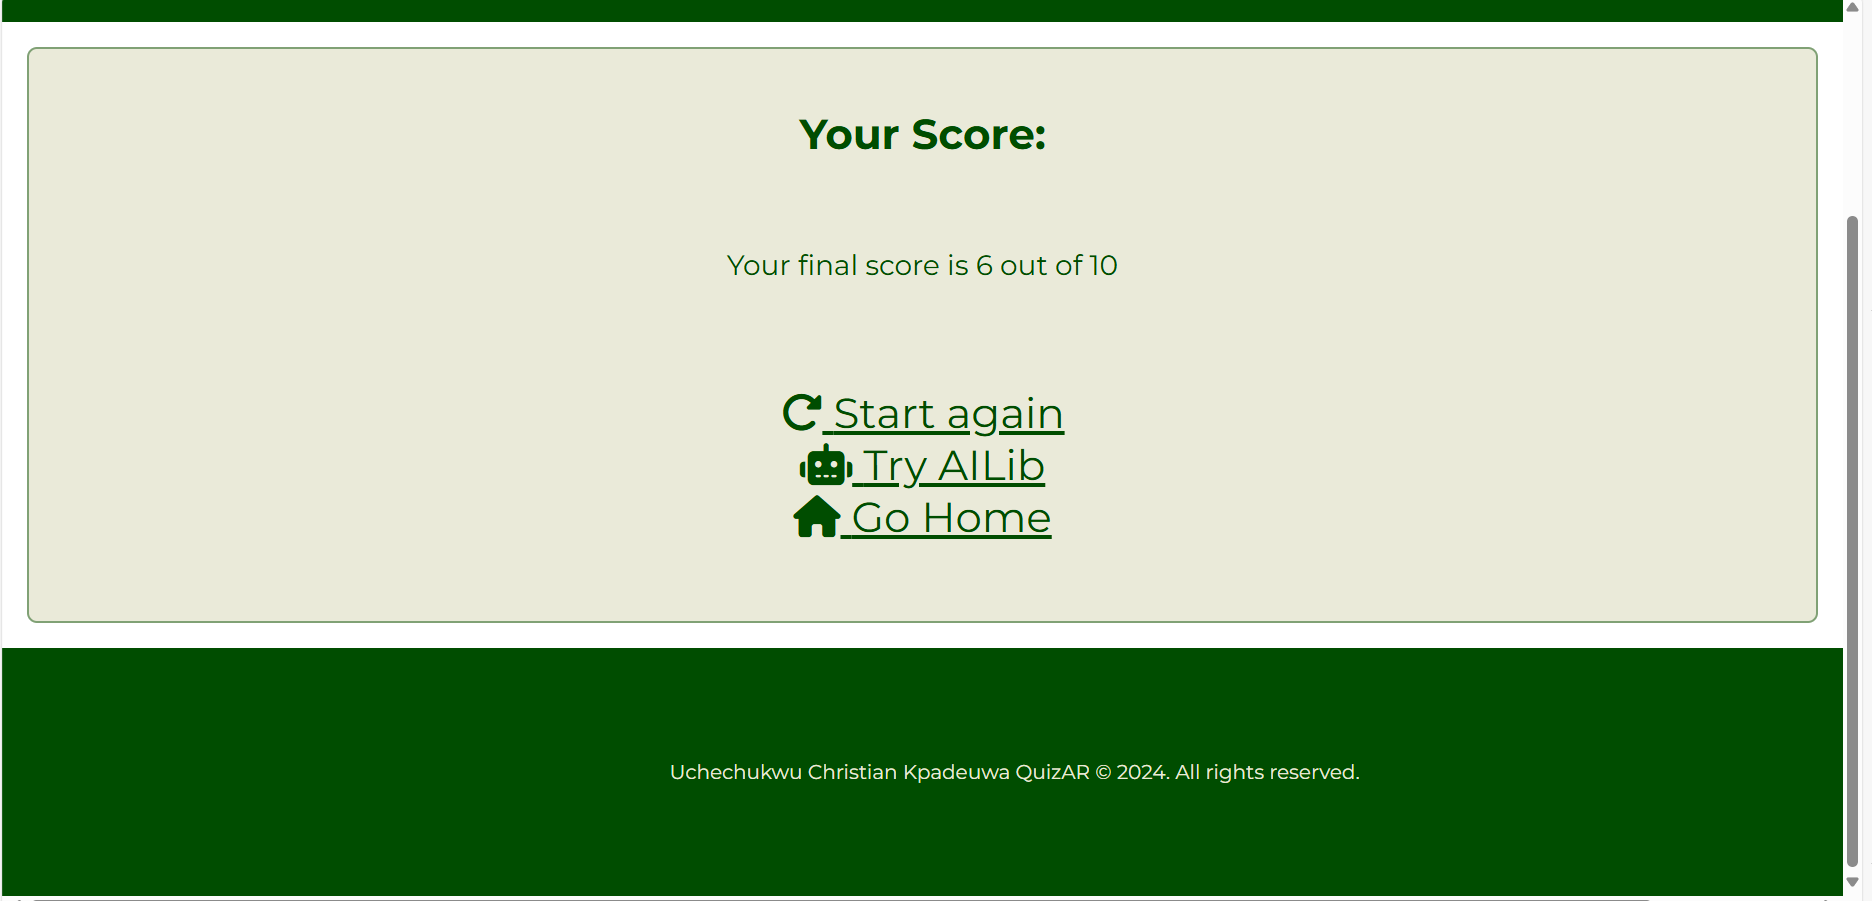 Your Score:
Your final score is 6 out of 10
Start again
Try AILib
Go Home
Uchechukwu Christian Kpadeuwa QuizAR © 2024. All rights reserved.